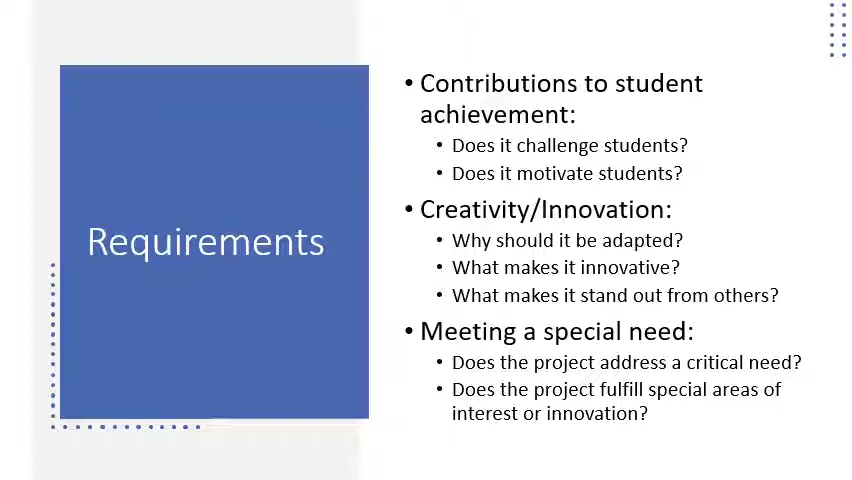 Requirements
• Contributions to student
achievement:
• Does it challenge students?
• Does it motivate students?
• Creativity/Innovation:
• Why should it be adapted?
• What makes it innovative?
• What makes it stand out from others?
• Meeting a special need:
• Does the project address a critical need?
• Does the project fulfill special areas of
interest or innovation?